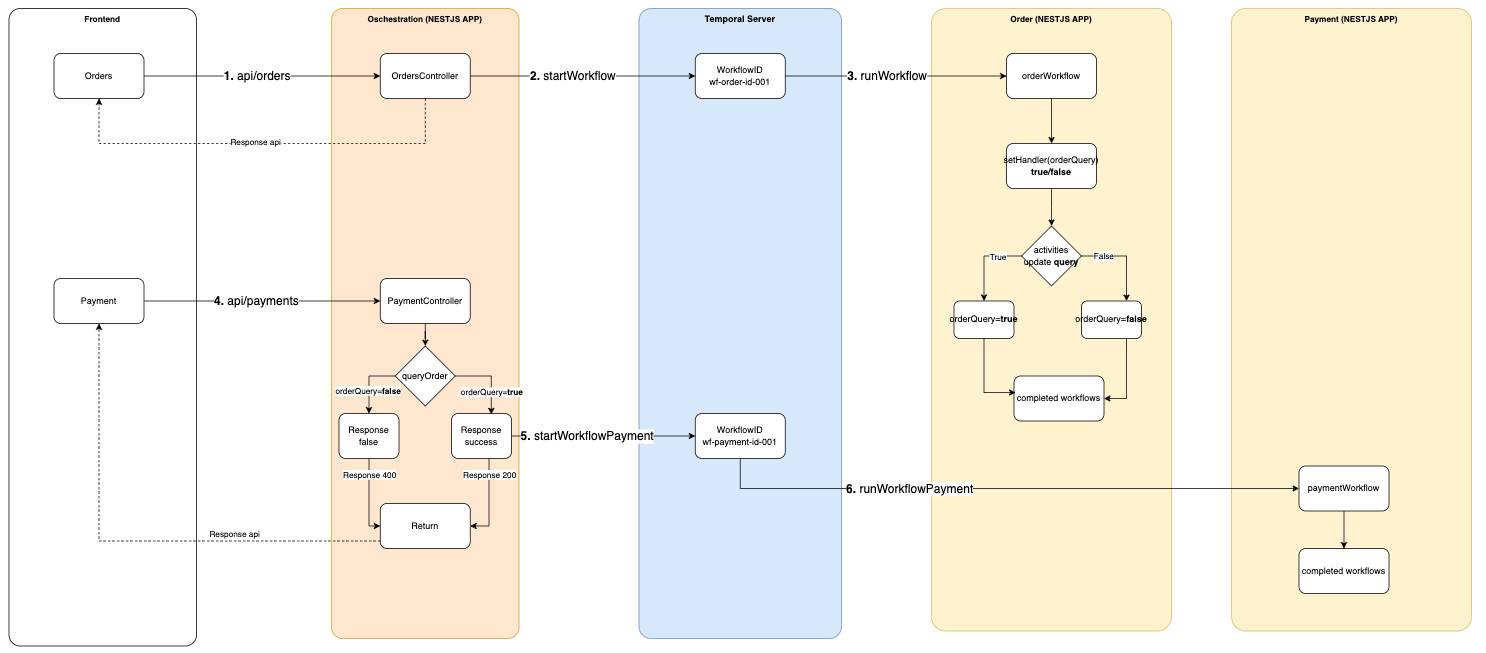 Frontend
Oschestration (NESTJS APP)
Temporal Server
Order (NESTJS APP)
Payment (NESTJS APP)
Orders
1. api/orders
OrdersController
2. startWorkflow
WorkflowID
wf-order-id-001
3. runWorkflow
orderWorkflow
Response api
setHandler(orderQuery)
true/false
activities
update query
True
False
orderQuery=true
orderQuery=false
completed workflows
Payment
4. api/payments
PaymentController
queryOrder
orderQuery=false
orderQuery=true
Response
false
Response
success
5. startWorkflowPayment
WorkflowID
wf-payment-id-001
Response 400
Response 200
6. runWorkflowPayment
paymentWorkflow
Return
Response api
completed workflows